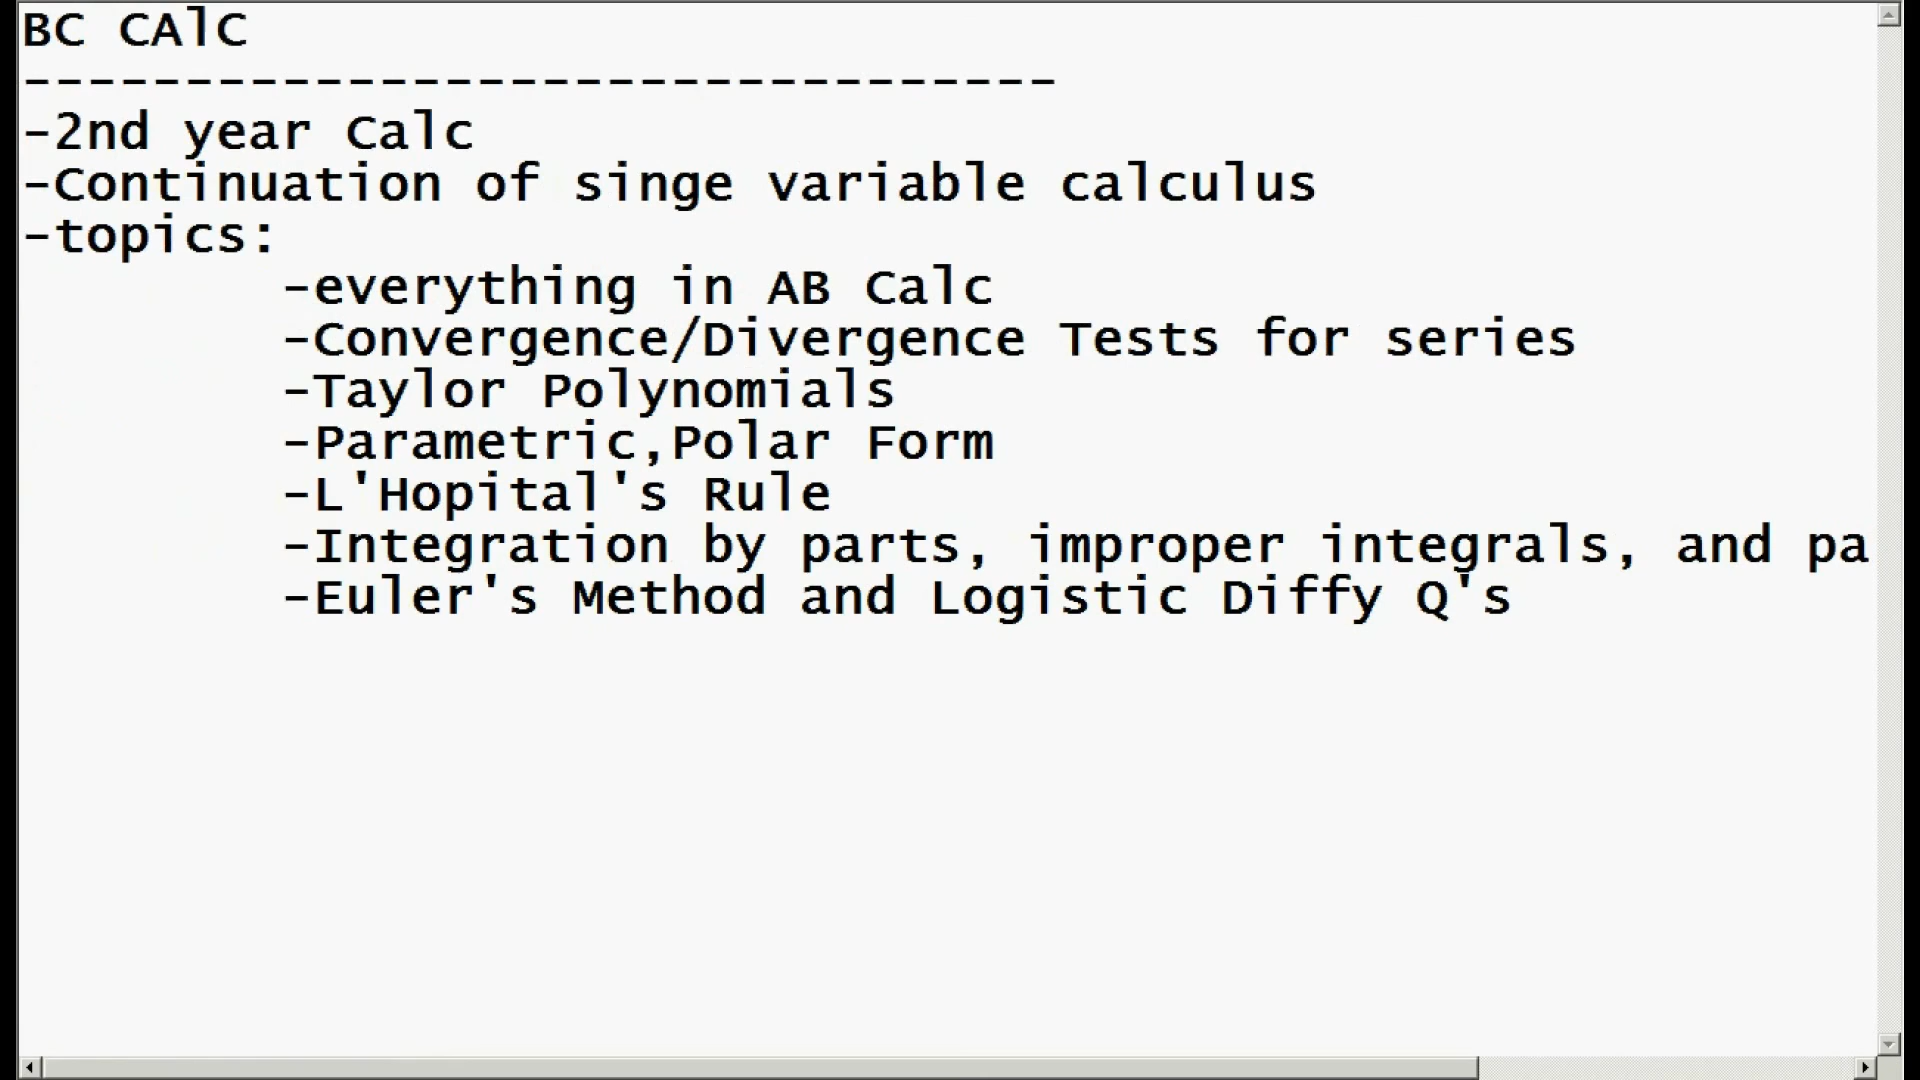 BC CAlC
---------------------------------
-2nd year Calc
-Continuation of singe variable calculus
-topics:
-everything in AB Calc
-Convergence/Divergence Tests for series
-Taylor Polynomials
-Parametric,Polar Form
-L'Hopital's Rule
-Integration by parts, improper integrals, and pa
-Euler's Method and Logistic Diffy Q's